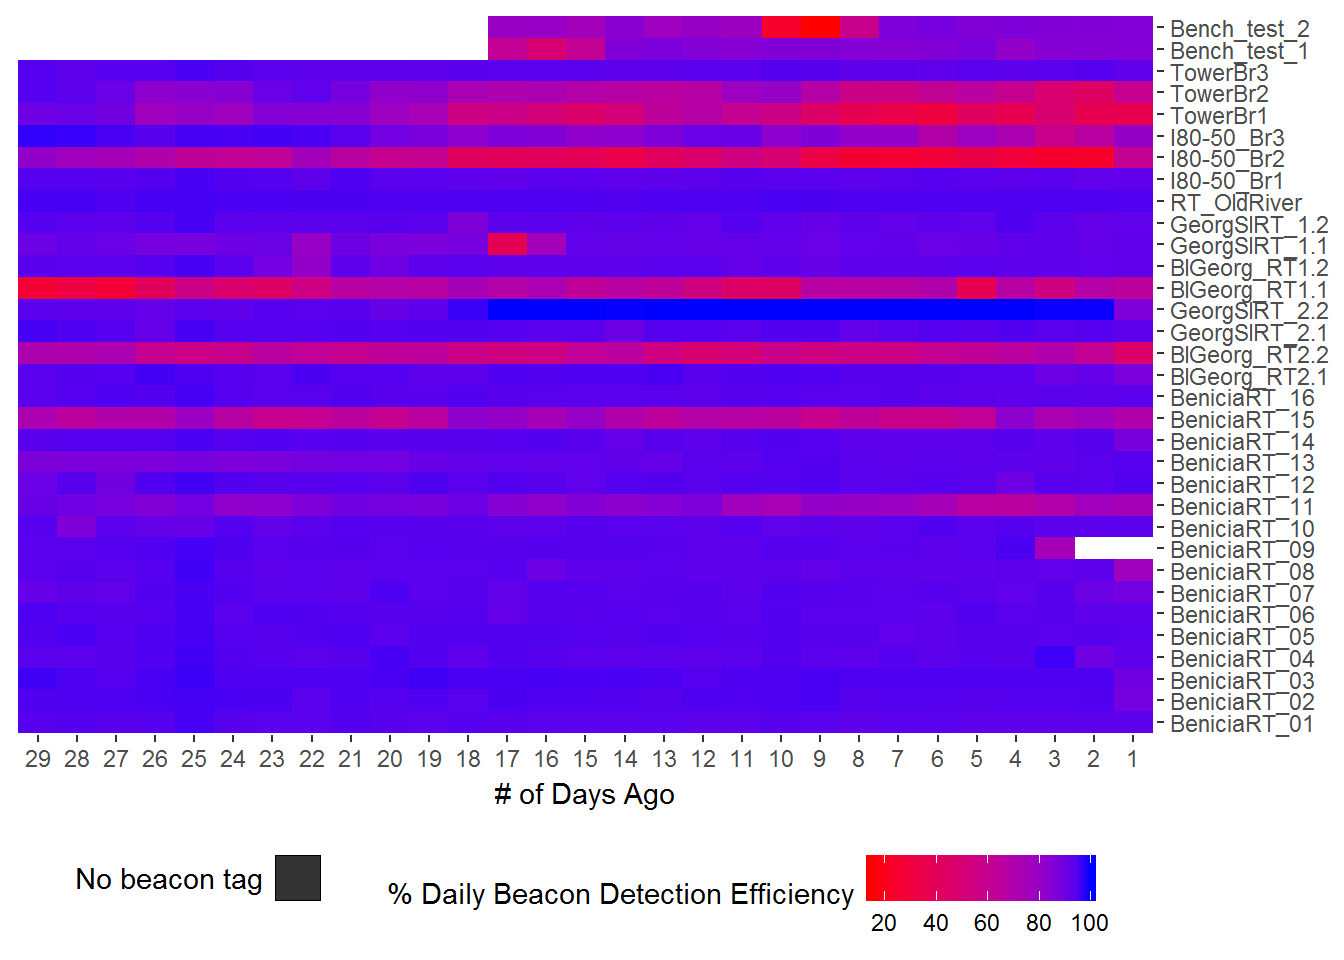 Bench_test_2
Bench_test_1
TowerBr3
TowerBr2
TowerBr1
I80-50_Br3
I80-50_Br2
I80-50_Br1
RT_OldRiver
GeorgSlRT_1.2
GeorgSlRT_1.1
BlGeorg_RT1.2
BlGeorg_RT1.1
GeorgSlRT_2.2
GeorgSlRT_2.1
BlGeorg_RT2.2
BlGeorg_RT2.1
BeniciaRT_16
BeniciaRT_15
BeniciaRT_14
BeniciaRT_13
BeniciaRT_12
BeniciaRT_11
BeniciaRT_10
BeniciaRT_09
BeniciaRT_08
BeniciaRT_07
BeniciaRT_06
BeniciaRT_05
BeniciaRT_04
BeniciaRT_03
BeniciaRT_02
BeniciaRT_01
29 28 27 26 25 24 23 22 21 20 19 18 17 16 15 14 13 12 11 10 9 8 7 6 5 4 3 2 1
# of Days Ago
No beacon tag
% Daily Beacon Detection Efficiency
20 40 60 80 100